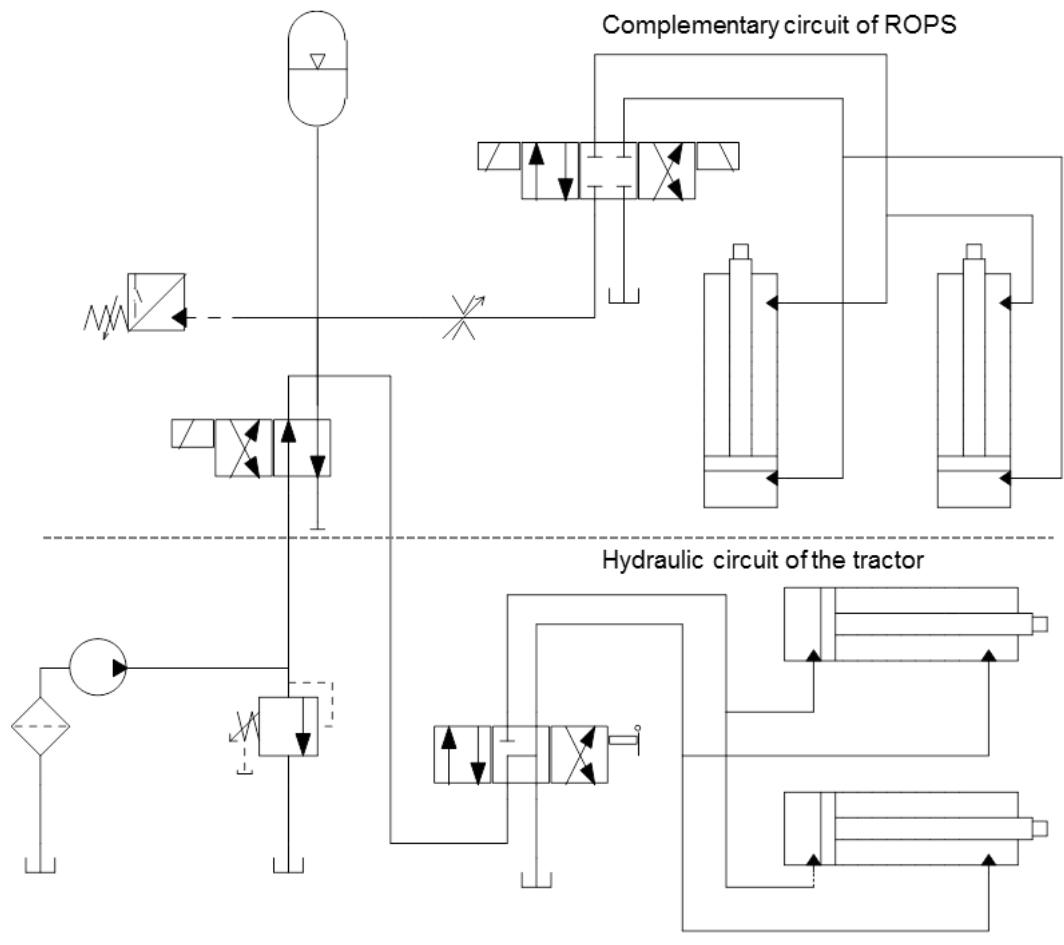 Complementary circuit of ROPS
Hydraulic circuit of the tractor